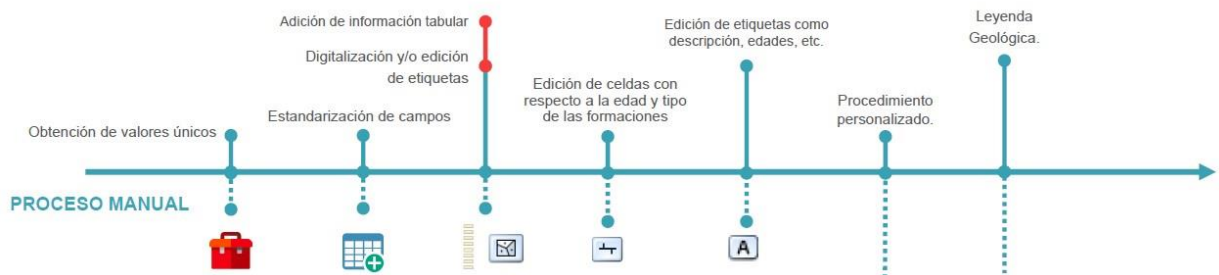 Obtención de valores únicos
Estandarización de campos
Adición de información tabular
Digitalización y/o edición
de etiquetas
Edición de celdas con
respecto a la edad y tipo
de las formaciones
Edición de etiquetas como
descripción, edades, etc.
Procedimiento
personalizado.
Leyenda
Geológica.
PROCESO MANUAL
A